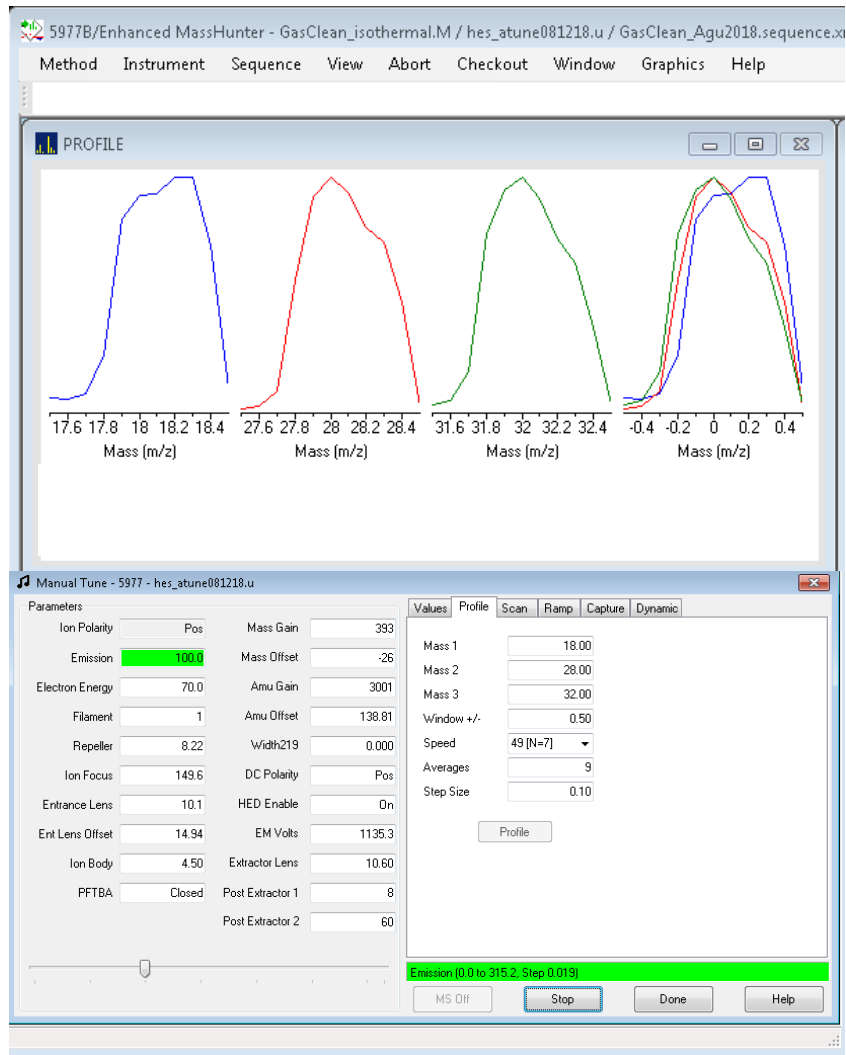 5977B/Enhanced MassHunter - GasClean_isothermal.M / hes_atune081218.u / GasClean_Agu2018.sequence.x
Method Instrument Sequence View Abort Checkout Window Graphics Help
PROFILE
17.6 17.8 18 18.2 18.4 27.6 27.8 28 28.2 28.4 31.6 31.8 32 32.2 32.4 -0.4 -0.2 0 0.2 0.4
Mass (m/z) Mass (m/z) Mass (m/z) Mass (m/z)
Manual Tune - 5977 - hes_atune081218.u
Parameters
Ion Polarity Pos
Emission 100.0
Electron Energy 70.0
Filament 1
Repeller 8.22
Ion Focus 149.6
Entrance Lens 10.1
Ent Lens Offset 14.94
Ion Body 4.50
PFTBA Closed
Mass Gain 393
Mass Offset -26
Amu Gain 3001
Amu Offset 138.81
Width219 0.000
DC Polarity Pos
HED Enable On
EM Volts 1135.3
Extractor Lens 10.60
Post Extractor 1 8
Post Extractor 2 60
Values Profile Scan Ramp Capture Dynamic
Mass 1 18.00
Mass 2 28.00
Mass 3 32.00
Window +/- 0.50
Speed 49 [N=7]
Averages 9
Step Size 0.10
Profile
Emission (0.0 to 315.2, Step 0.019)
MS Off Stop Done Help